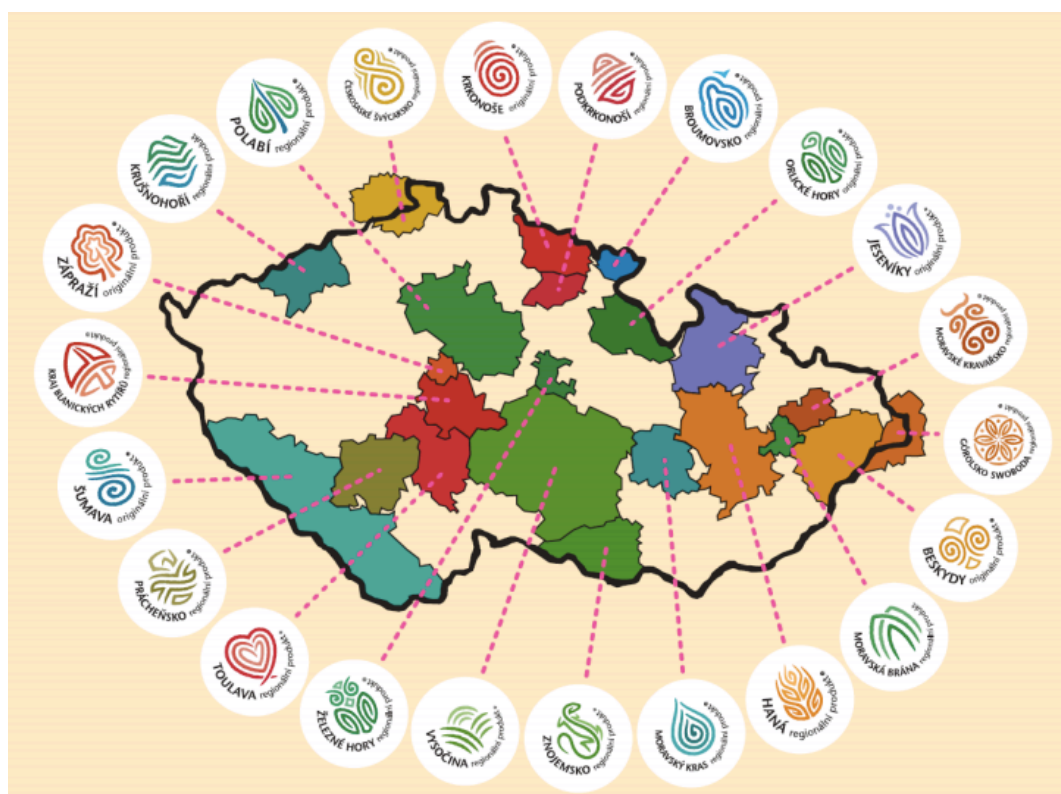 KRKONOŠE originální produkt®
PODKRKONOŠÍ regionální produkt®
BROUMOVSKO regionální produkt®
ORLICKÉ HORY originální produkt®
JESENÍKY originální produkt®
MORAVSKÉ KRAVAŘSKO regionální produkt®
GÓROLSKO SWOBODA regionální produkt®
BESKYDY originální produkt®
MORAVSKÁ BRÁNA regionální produkt®
HANÁ regionální produkt®
MORAVSKÝ KRAS regionální produkt®
ZNOJEMSKO regionální produkt®
VYSOČINA regionální produkt®
ŽELEZNÉ HORY regionální produkt®
TOULAVA regionální produkt®
PRÁCHEŇSKO regionální produkt®
ŠUMAVA originální produkt®
KRAJ BLANICKÝCH RYTÍŘŮ regionální produkt®
ZÁPRAŽÍ originální produkt®
KRUŠNOHOŘÍ regionální produkt®
POLABÍ regionální produkt®
ČESKOSASKÉ ŠVÝCARSKO regionální produkt®